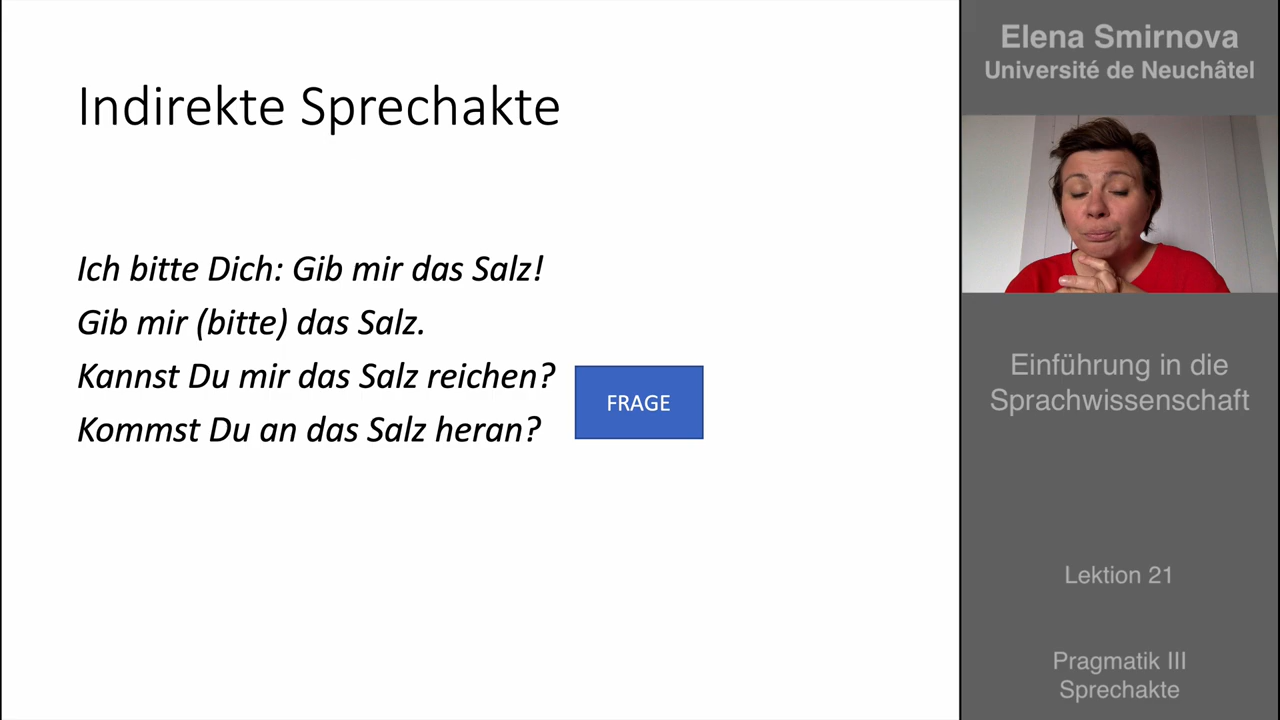 Indirekte Sprechakte
Ich bitte Dich: Gib mir das Salz!
Gib mir (bitte) das Salz.
Kannst Du mir das Salz reichen?
Kommst Du an das Salz heran?
FRAGE
Elena Smirnova
Université de Neuchâtel
Einführung in die
Sprachwissenschaft
Lektion 21
Pragmatik III
Sprechakte